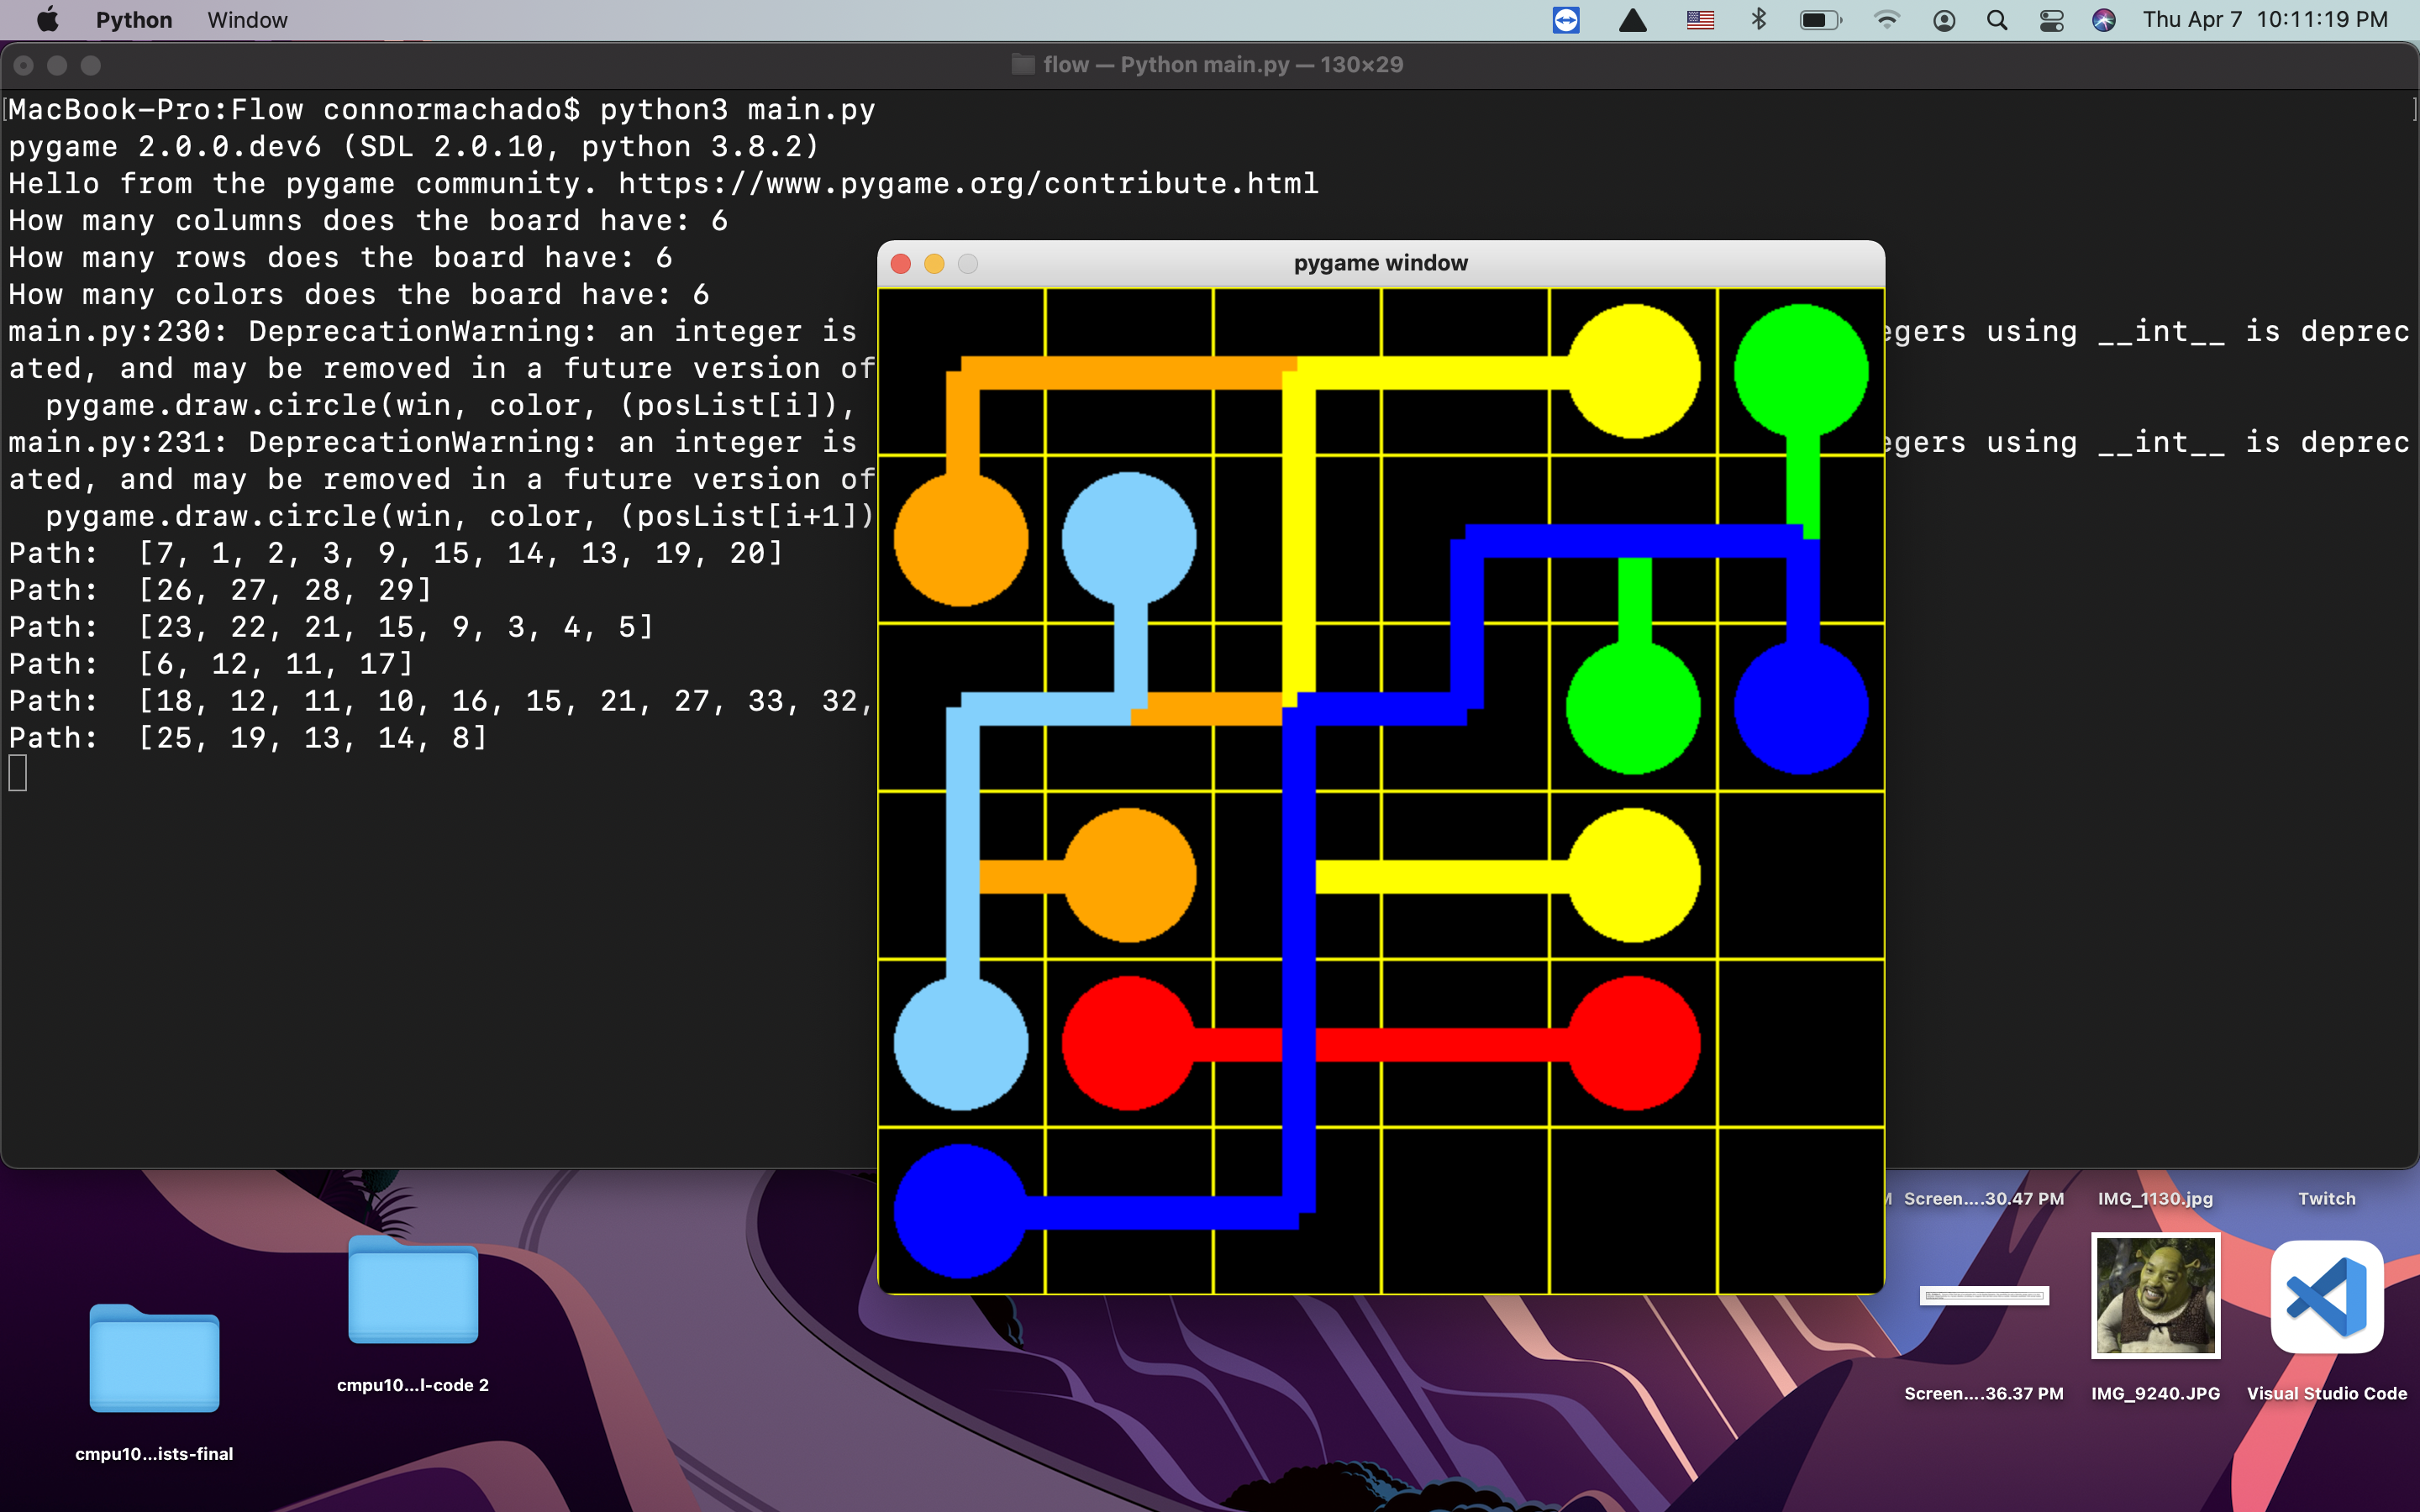 Python Window Thu Apr 7 10:11:19 PM
flow — Python main.py — 130×29
MacBook-Pro:Flow connormachado$ python3 main.py
pygame 2.0.0.dev6 (SDL 2.0.10, python 3.8.2)
Hello from the pygame community. https://www.pygame.org/contribute.html
How many columns does the board have: 6
How many rows does the board have: 6
How many colors does the board have: 6
main.py:230: DeprecationWarning: an integer is egers using __int__ is deprec
ated, and may be removed in a future version of
pygame.draw.circle(win, color, (posList[i]),
main.py:231: DeprecationWarning: an integer is egers using __int__ is deprec
ated, and may be removed in a future version of
pygame.draw.circle(win, color, (posList[i+1])
Path: [7, 1, 2, 3, 9, 15, 14, 13, 19, 20]
Path: [26, 27, 28, 29]
Path: [23, 22, 21, 15, 9, 3, 4, 5]
Path: [6, 12, 11, 17]
Path: [18, 12, 11, 10, 16, 15, 21, 27, 33, 32,
Path: [25, 19, 13, 14, 8]
pygame window
M Screen....30.47 PM IMG_1130.jpg Twitch
cmpu10...l-code 2
Screen....36.37 PM IMG_9240.JPG Visual Studio Code
cmpu10...ists-final